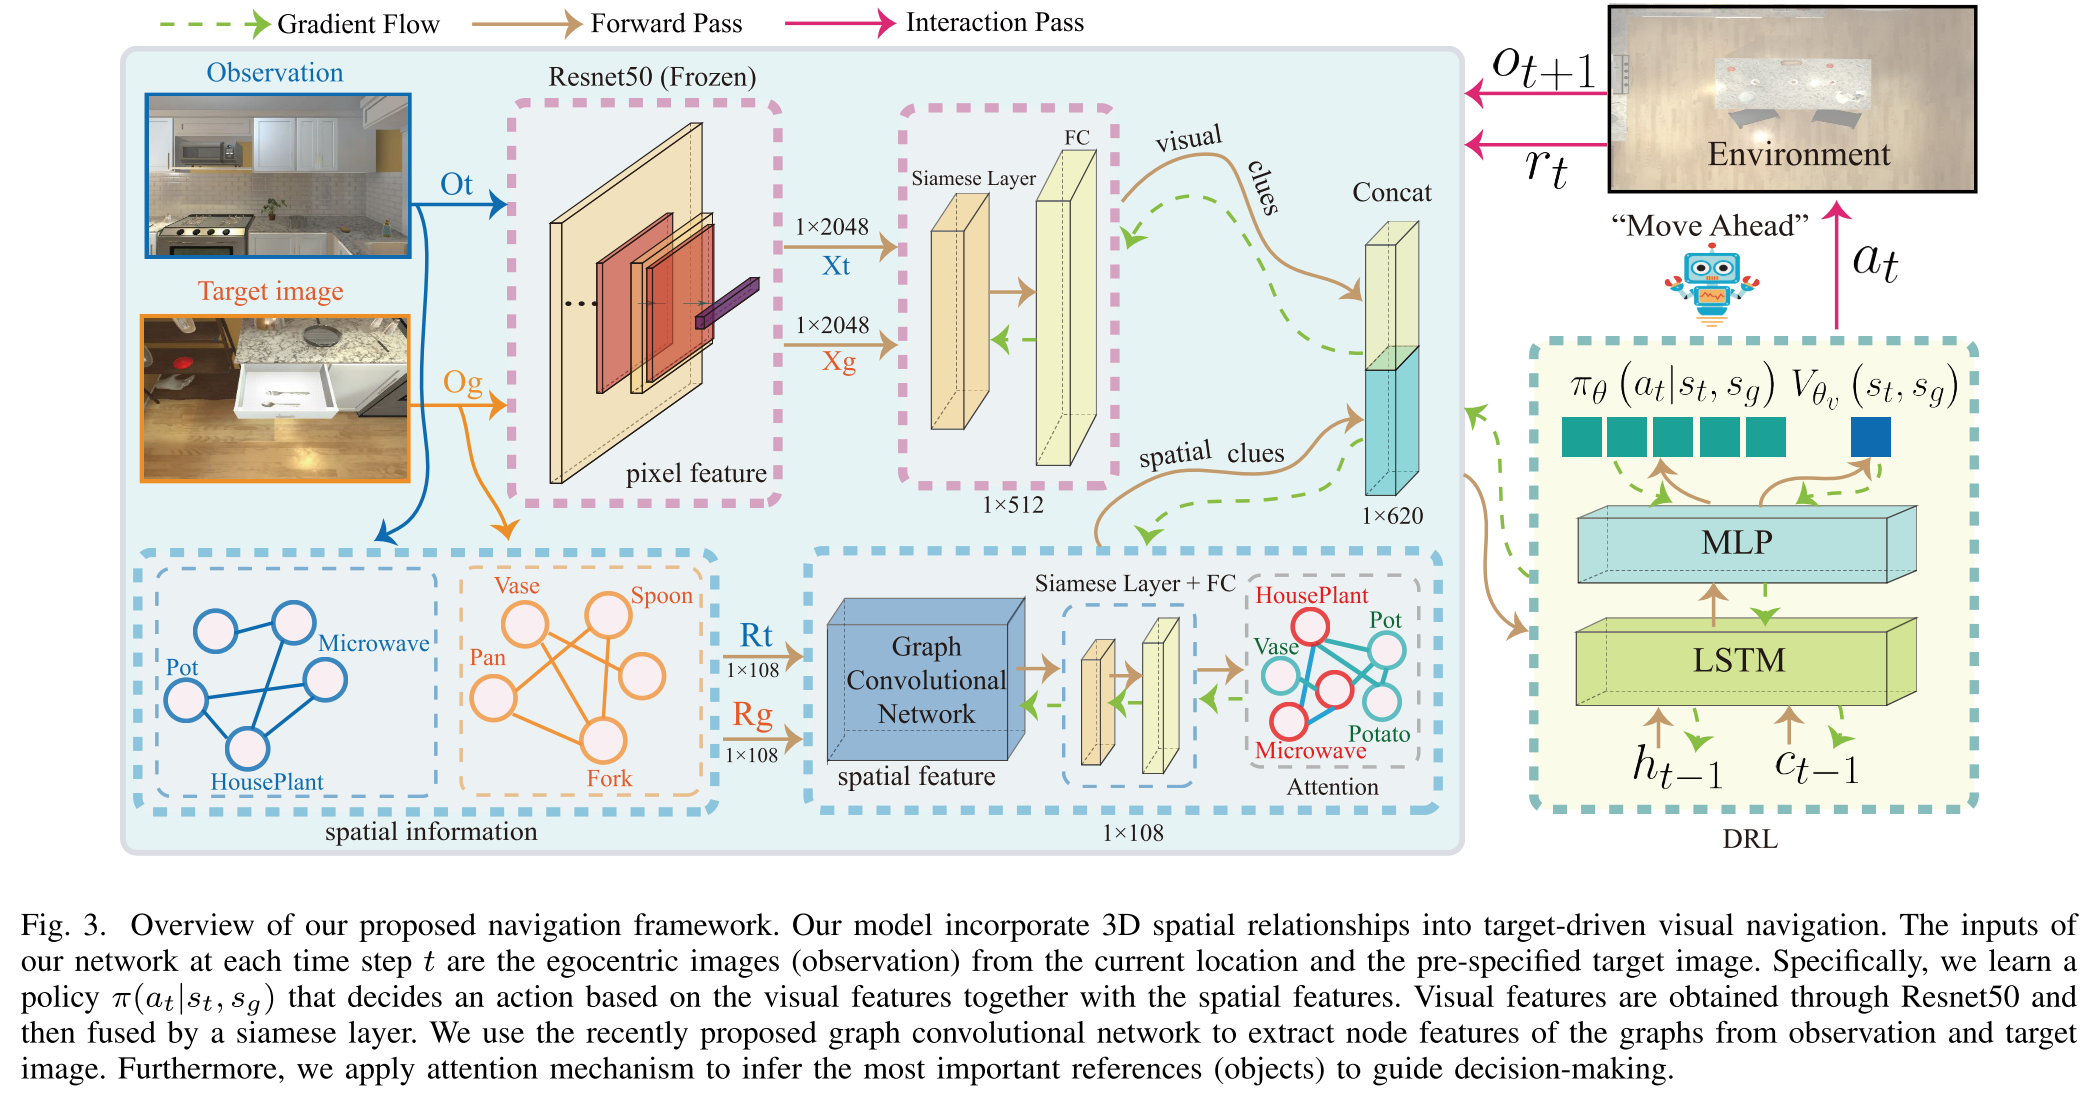 Gradient Flow
Forward Pass
Interaction Pass
Observation
Resnet50 (Frozen)
Ot
Target image
Og
pixel feature
1×2048
Xt
1×2048
Xg
Siamese Layer
FC
1×512
visual
clues
spatial clues
Concat
1×620
o_{t+1}
r_t
Environment
“Move Ahead”
a_t
π_θ (a_t|s_t, s_g) V_{θ_v} (s_t, s_g)
MLP
LSTM
h_{t−1}
c_{t−1}
DRL
Microwave
Pot
HousePlant
Vase
Spoon
Pan
Fork
spatial information
Rt
1×108
Rg
1×108
Graph
Convolutional
Network
spatial feature
Siamese Layer + FC
HousePlant
Pot
Vase
Potato
Microwave
Attention
1×108
Fig. 3. Overview of our proposed navigation framework. Our model incorporate 3D spatial relationships into target-driven visual navigation. The inputs of
our network at each time step t are the egocentric images (observation) from the current location and the pre-specified target image. Specifically, we learn a
policy π(a_t|s_t, s_g) that decides an action based on the visual features together with the spatial features. Visual features are obtained through Resnet50 and
then fused by a siamese layer. We use the recently proposed graph convolutional network to extract node features of the graphs from observation and target
image. Furthermore, we apply attention mechanism to infer the most important references (objects) to guide decision-making.